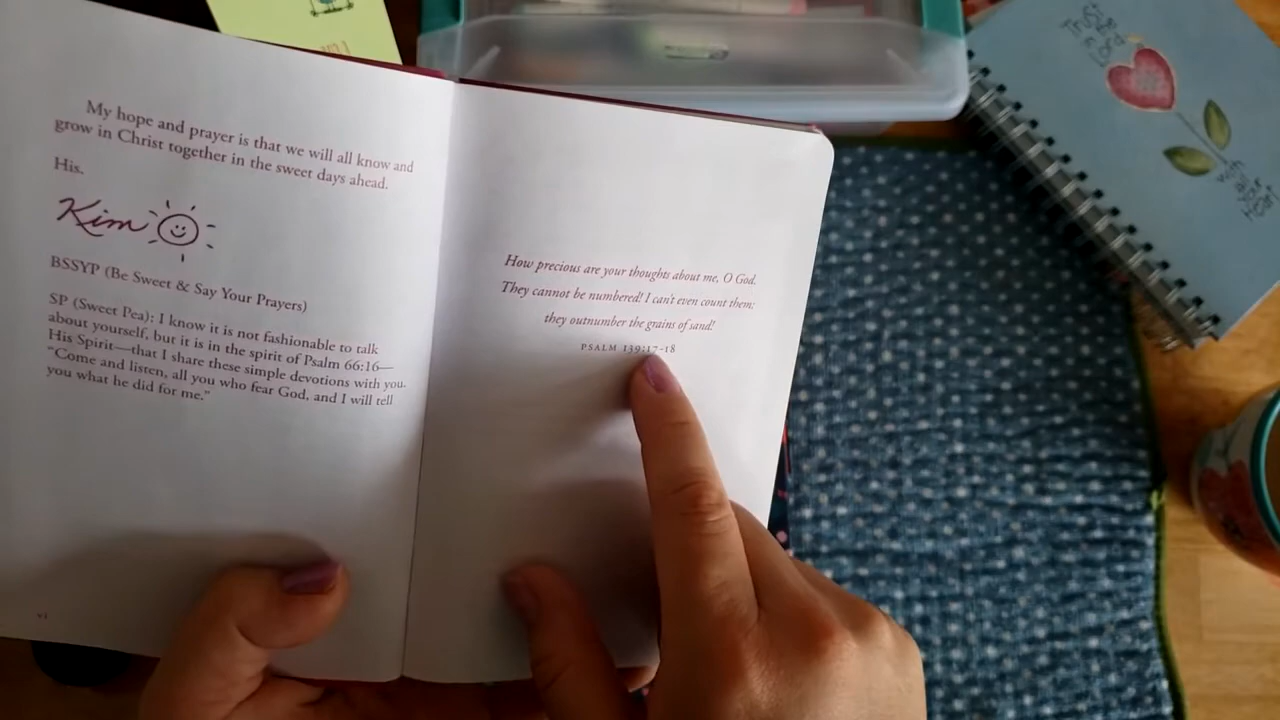 My hope and prayer is that we will all know and
grow in Christ together in the sweet days ahead.
His.
Kim
BSSYP (Be Sweet & Say Your Prayers)
SP (Sweet Pea): I know it is not fashionable to talk
about yourself, but it is in the spirit of Psalm 66:16—
His Spirit—that I share these simple devotions with you.
“Come and listen, all you who fear God, and I will tell
you what he did for me.”
vi
How precious are your thoughts about me, O God.
They cannot be numbered! I can't even count them;
they outnumber the grains of sand!
PSALM 139:17-18
Trust
in the
Lord
with
all
your
Heart